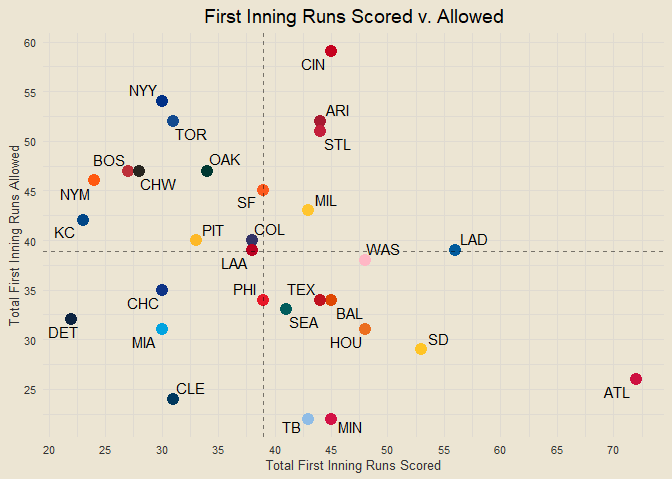 First Inning Runs Scored v. Allowed
Total First Inning Runs Allowed
60
55
50
45
40
35
30
25
CIN
NYY
ARI
TOR
STL
BOS
OAK
CHW
NYM
SF
MIL
KC
PIT
COL
LAD
WAS
LAA
PHI
TEX
CHC
BAL
SEA
DET
MIA
HOU
SD
CLE
ATL
TB
MIN
20 25 30 35 40 45 50 55 60 65 70
Total First Inning Runs Scored